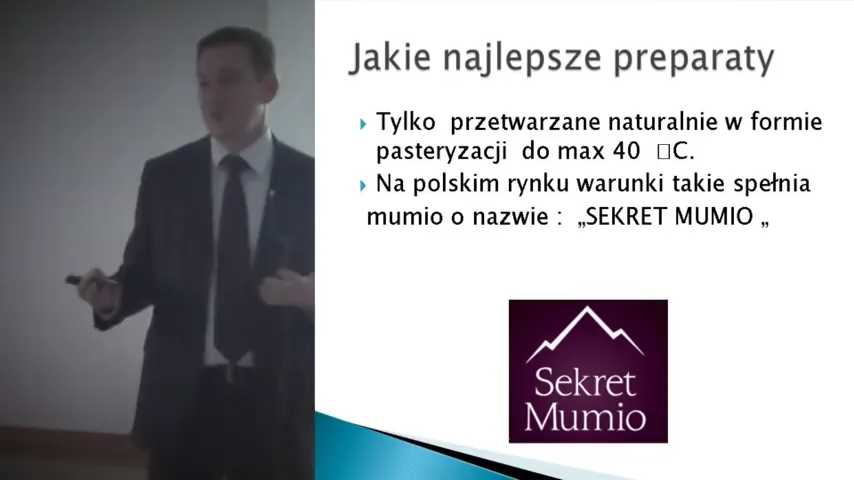 Jakie najlepsze preparaty
Tylko przetwarzane naturalnie w formie
pasteryzacji do max 40 □C.
Na polskim rynku warunki takie spełnia
mumio o nazwie : „SEKRET MUMIO „
Sekret
Mumio